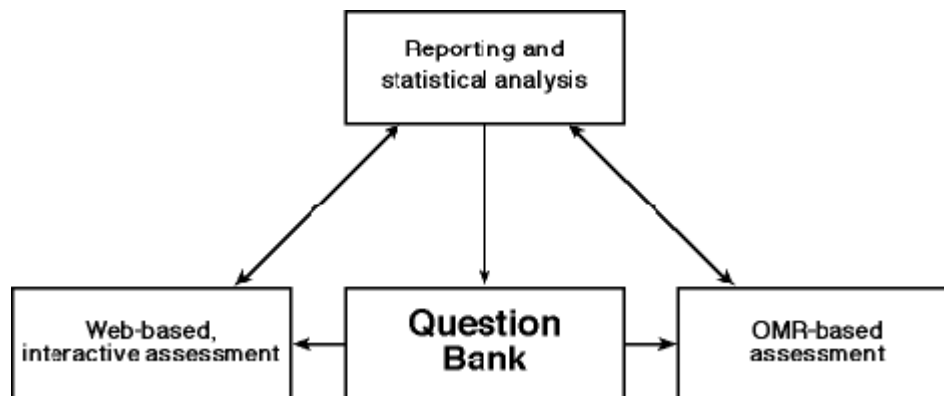 Reporting and
statistical analysis
Web-based,
interactive assessment
Question
Bank
OMR-based
assessment